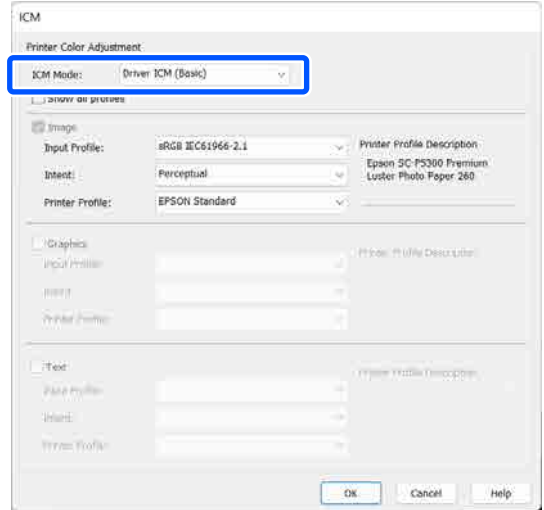 ICM
Printer Color Adjustment
ICM Mode: Driver ICM (Basic)
Show all profiles
Image
Input Profile: sRGB IEC61966-2.1 Printer Profile Description
Epson SC-P5300 Premium
Intent: Perceptual Luster Photo Paper 260
Printer Profile: EPSON Standard
Graphics Printer Profile Description
Input Profile:
Intent:
Printer Profile:
Text Printer Profile Description
Input Profile:
Intent:
Printer Profile:
OK Cancel Help